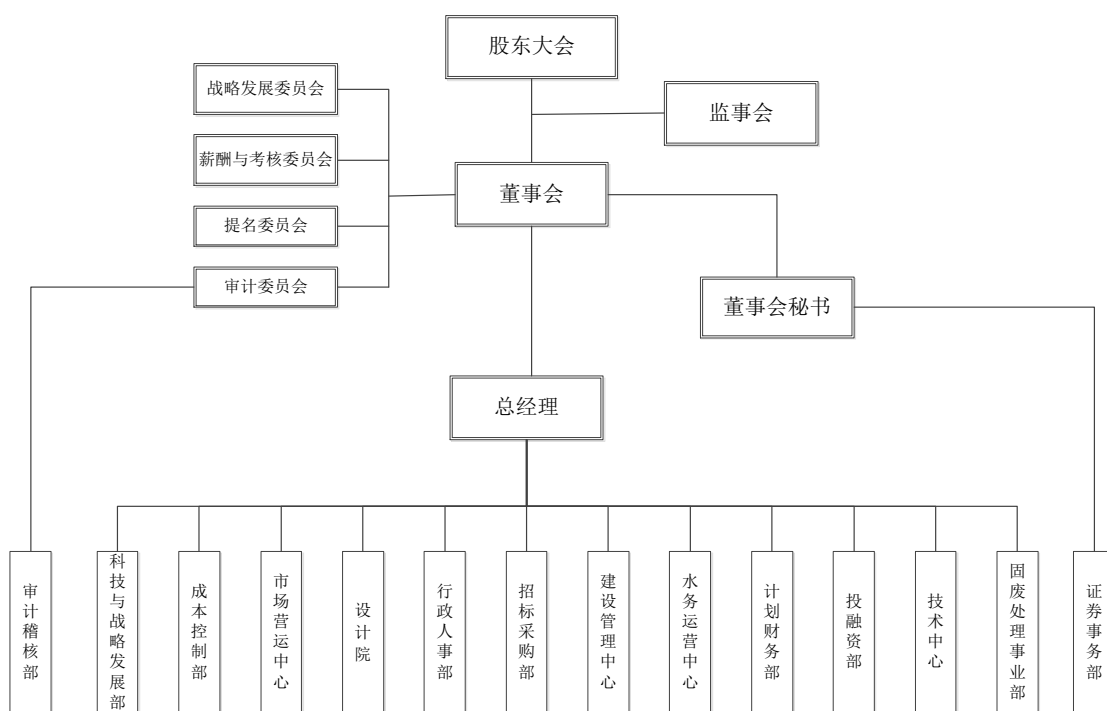 股东大会
战略发展委员会
监事会
薪酬与考核委员会
董事会
提名委员会
审计委员会
董事会秘书
总经理
审计稽核部
科技与战略发展部
成本控制部
市场营运中心
设计院
行政人事部
招标采购部
建设管理中心
水务运营中心
计划财务部
投融资部
技术中心
固废处理事业部
证券事务部